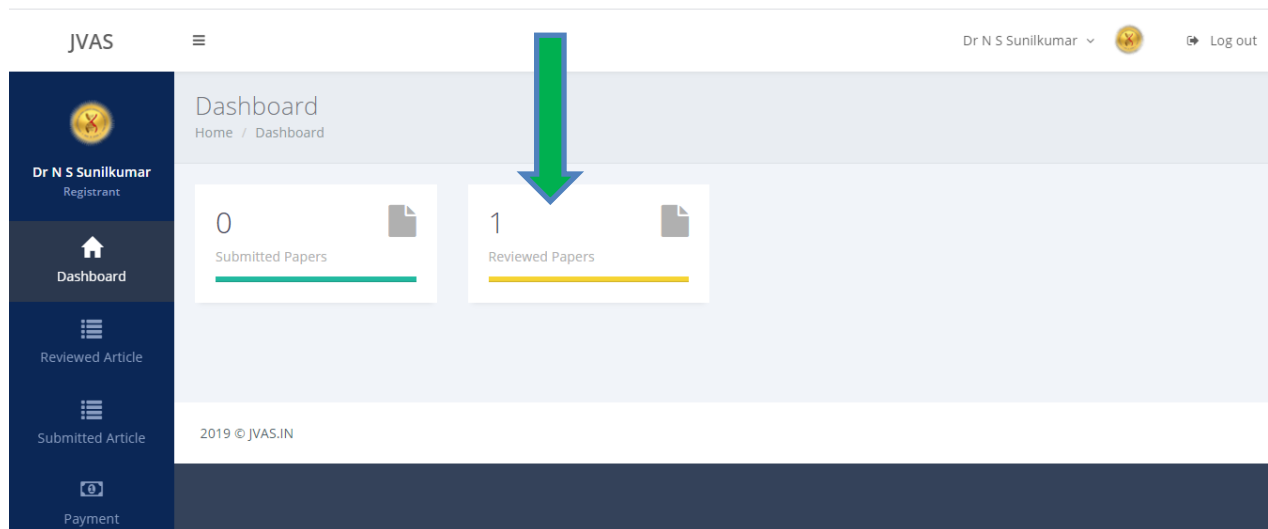 JVAS
Dr N S Sunilkumar
Log out
Dr N S Sunilkumar
Registrant
Dashboard
Reviewed Article
Submitted Article
Payment
Dashboard
Home / Dashboard
0
Submitted Papers
1
Reviewed Papers
2019 © JVAS.IN